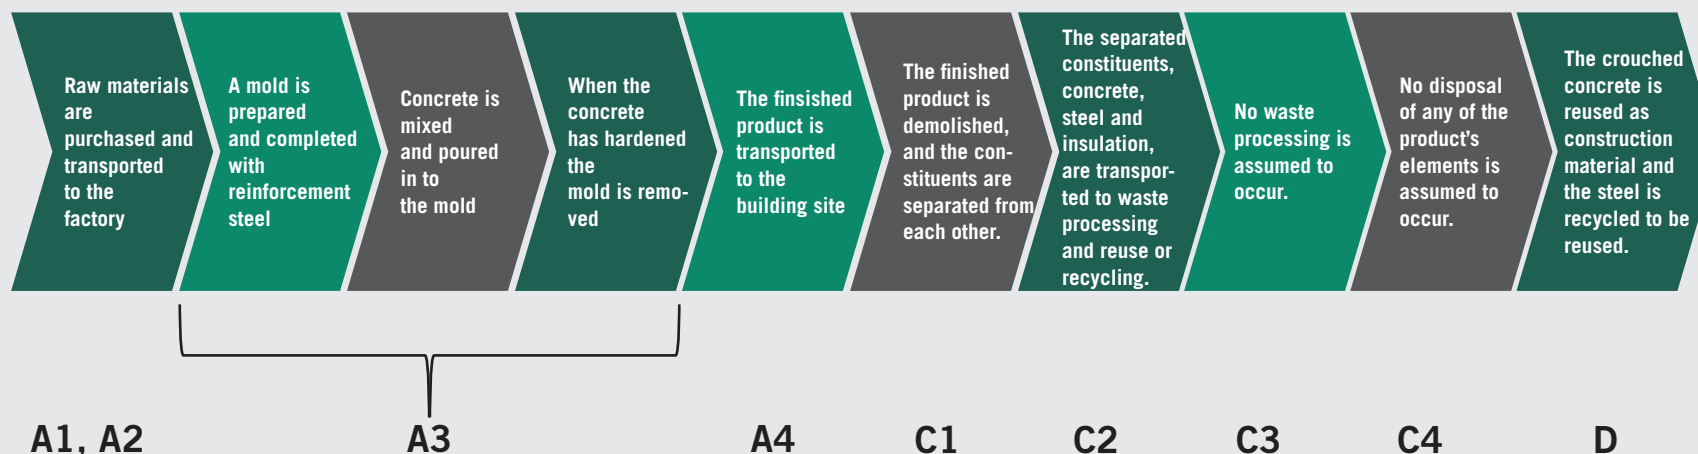 Raw materials
are
purchased and
transported
to the
factory
A mold is
prepared
and completed
with
reinforcement
steel
Concrete is
mixed
and poured
in to
the mold
When the
concrete
has hardened
the
mold is remo-
ved
The finsished
product is
transported
to the
building site
The finished
product is
demolished,
and the con-
stituents are
separated from
each other.
The separated
constituents,
concrete,
steel and
insulation,
are transpor-
ted to waste
processing
and reuse or
recycling.
No waste
processing is
assumed to
occur.
No disposal
of any of the
product's
elements is
assumed to
occur.
The crouched
concrete is
reused as
construction
material and
the steel is
recycled to be
reused.
A1, A2
A3
A4
C1
C2
C3
C4
D